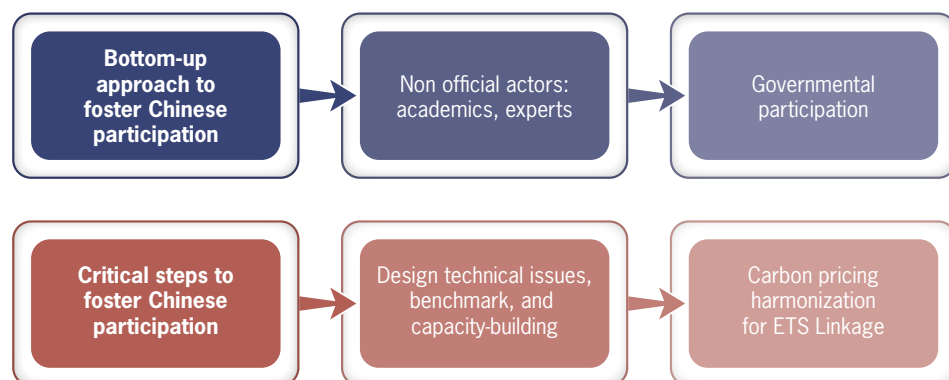 Bottom-up
approach to
foster Chinese
participation
Non official actors:
academics, experts
Governmental
participation
Critical steps to
foster Chinese
participation
Design technical issues,
benchmark, and
capacity-building
Carbon pricing
harmonization
for ETS Linkage